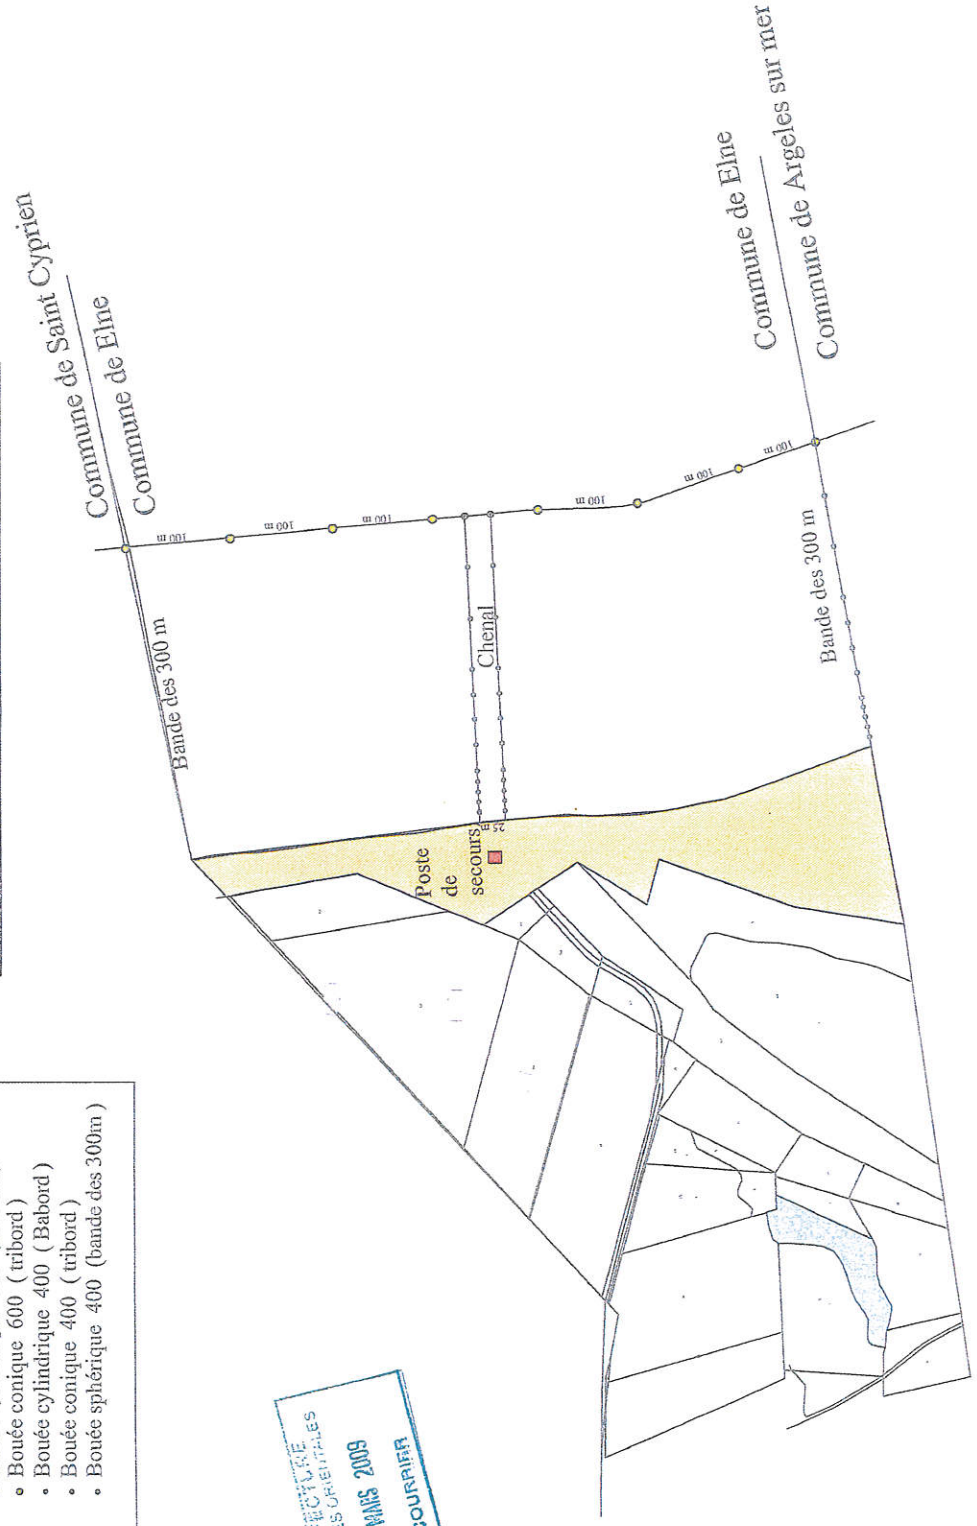 Commune de Saint Cyprien
Commune de Elne
Bande des 300 m
100 m
100 m
100 m
100 m
100 m
100 m
Chenal
25 m
Poste
de
secours
Commune de Elne
Commune de Argeles sur mer
Bande des 300 m
Bouée conique 600 ( tribord )
Bouée cylindrique 400 ( Babord )
Bouée conique 400 ( tribord )
Bouée sphérique 400 (bande des 300m )
MARS 2009
COURRIER